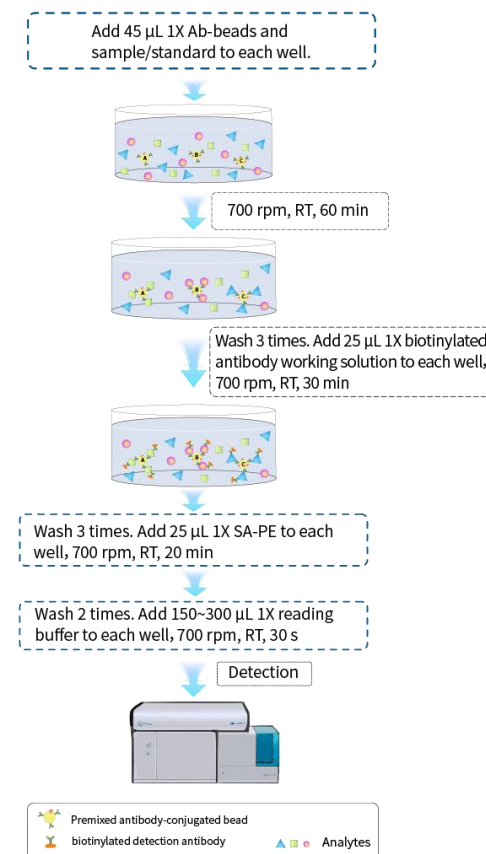 Add 45 μL 1X Ab-beads and
sample/standard to each well.
A
B
C
700 rpm, RT, 60 min
A
B
C
Wash 3 times. Add 25 μL 1X biotinylated
antibody working solution to each well,
700 rpm, RT, 30 min
A
B
C
Wash 3 times. Add 25 μL 1X SA-PE to each
well, 700 rpm, RT, 20 min
Wash 2 times. Add 150~300 μL 1X reading
buffer to each well, 700 rpm, RT, 30 s
Detection
Premixed antibody-conjugated bead
biotinylated detection antibody
Analytes